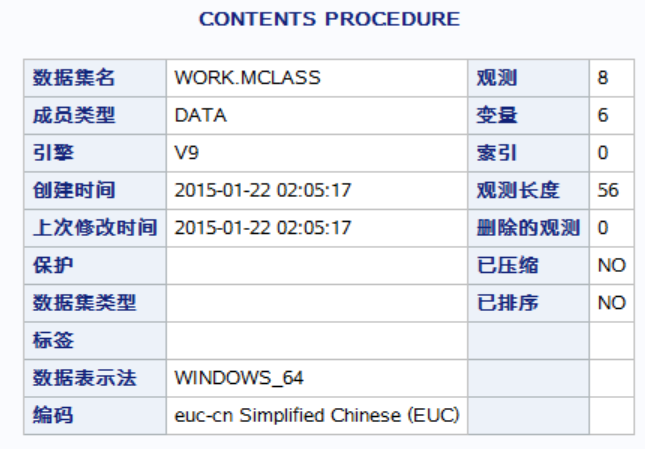 CONTENTS PROCEDURE
数据集名 WORK.MCLASS 观测 8
成员类型 DATA 变量 6
引擎 V9 索引 0
创建时间 2015-01-22 02:05:17 观测长度 56
上次修改时间 2015-01-22 02:05:17 删除的观测 0
保护 已压缩 NO
数据集类型 已排序 NO
标签
数据表示法 WINDOWS_64
编码 euc-cn Simplified Chinese (EUC)